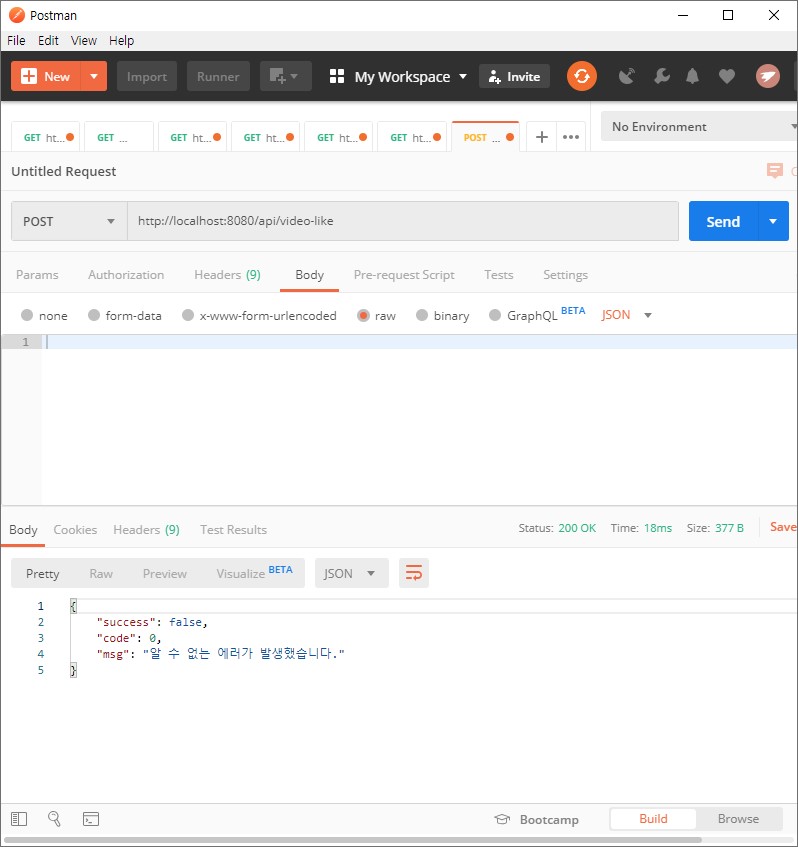 Postman
File Edit View Help
New Import Runner My Workspace Invite
GET ht... GET ... GET ht... GET ht... GET ht... GET ht... POST ... No Environment
Untitled Request
POST http://localhost:8080/api/video-like Send
Params Authorization Headers (9) Body Pre-request Script Tests Settings
none form-data x-www-form-urlencoded raw binary GraphQL BETA JSON
1
Body Cookies Headers (9) Test Results Status: 200 OK Time: 18ms Size: 377 B Save
Pretty Raw Preview Visualize BETA JSON
1 {
2 "success": false,
3 "code": 0,
4 "msg": "알 수 없는 에러가 발생했습니다."
5 }
Bootcamp Build Browse